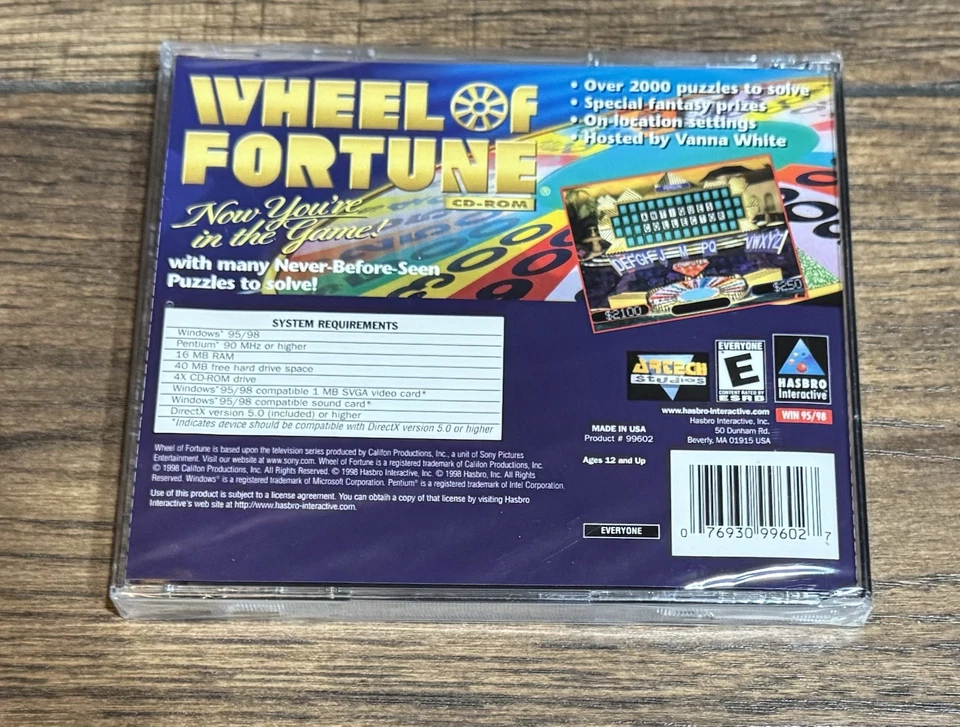 WHEEL OF
FORTUNE®
CD-ROM
Now You're
in the Game!
with many Never-Before-Seen
Puzzles to solve!
• Over 2000 puzzles to solve
• Special fantasy prizes
• On-location settings
• Hosted by Vanna White
ANTIQUES
COLLECTOR
DEFGH J M PQ VWXYZ
$2100 $250
SYSTEM REQUIREMENTS
Windows® 95/98
Pentium® 90 MHz or higher
16 MB RAM
40 MB free hard drive space
4X CD-ROM drive
Windows® 95/98 compatible 1 MB SVGA video card*
Windows® 95/98 compatible sound card*
DirectX version 5.0 (included) or higher
*Indicates device should be compatible with DirectX version 5.0 or higher
ARTECH
STUDIOS
EVERYONE
E
CONTENT RATED BY
ESRB
HASBRO
Interactive™
WIN 95/98
www.hasbro-interactive.com
Hasbro Interactive, Inc.
50 Dunham Rd.
Beverly, MA 01915 USA
MADE IN USA
Product # 99602
Ages 12 and Up
Wheel of Fortune is based upon the television series produced by Califon Productions, Inc., a unit of Sony Pictures
Entertainment. Visit our website at www.sony.com. Wheel of Fortune is a registered trademark of Califon Productions, Inc.
© 1998 Califon Productions, Inc. All Rights Reserved. © 1998 Hasbro Interactive, Inc. © 1998 Hasbro, Inc. All Rights
Reserved. Windows® is a registered trademark of Microsoft Corporation. Pentium® is a registered trademark of Intel Corporation.
Use of this product is subject to a license agreement. You can obtain a copy of that license by visiting Hasbro
Interactive's web site at http://www.hasbro-interactive.com.
EVERYONE
0 76930 99602 7